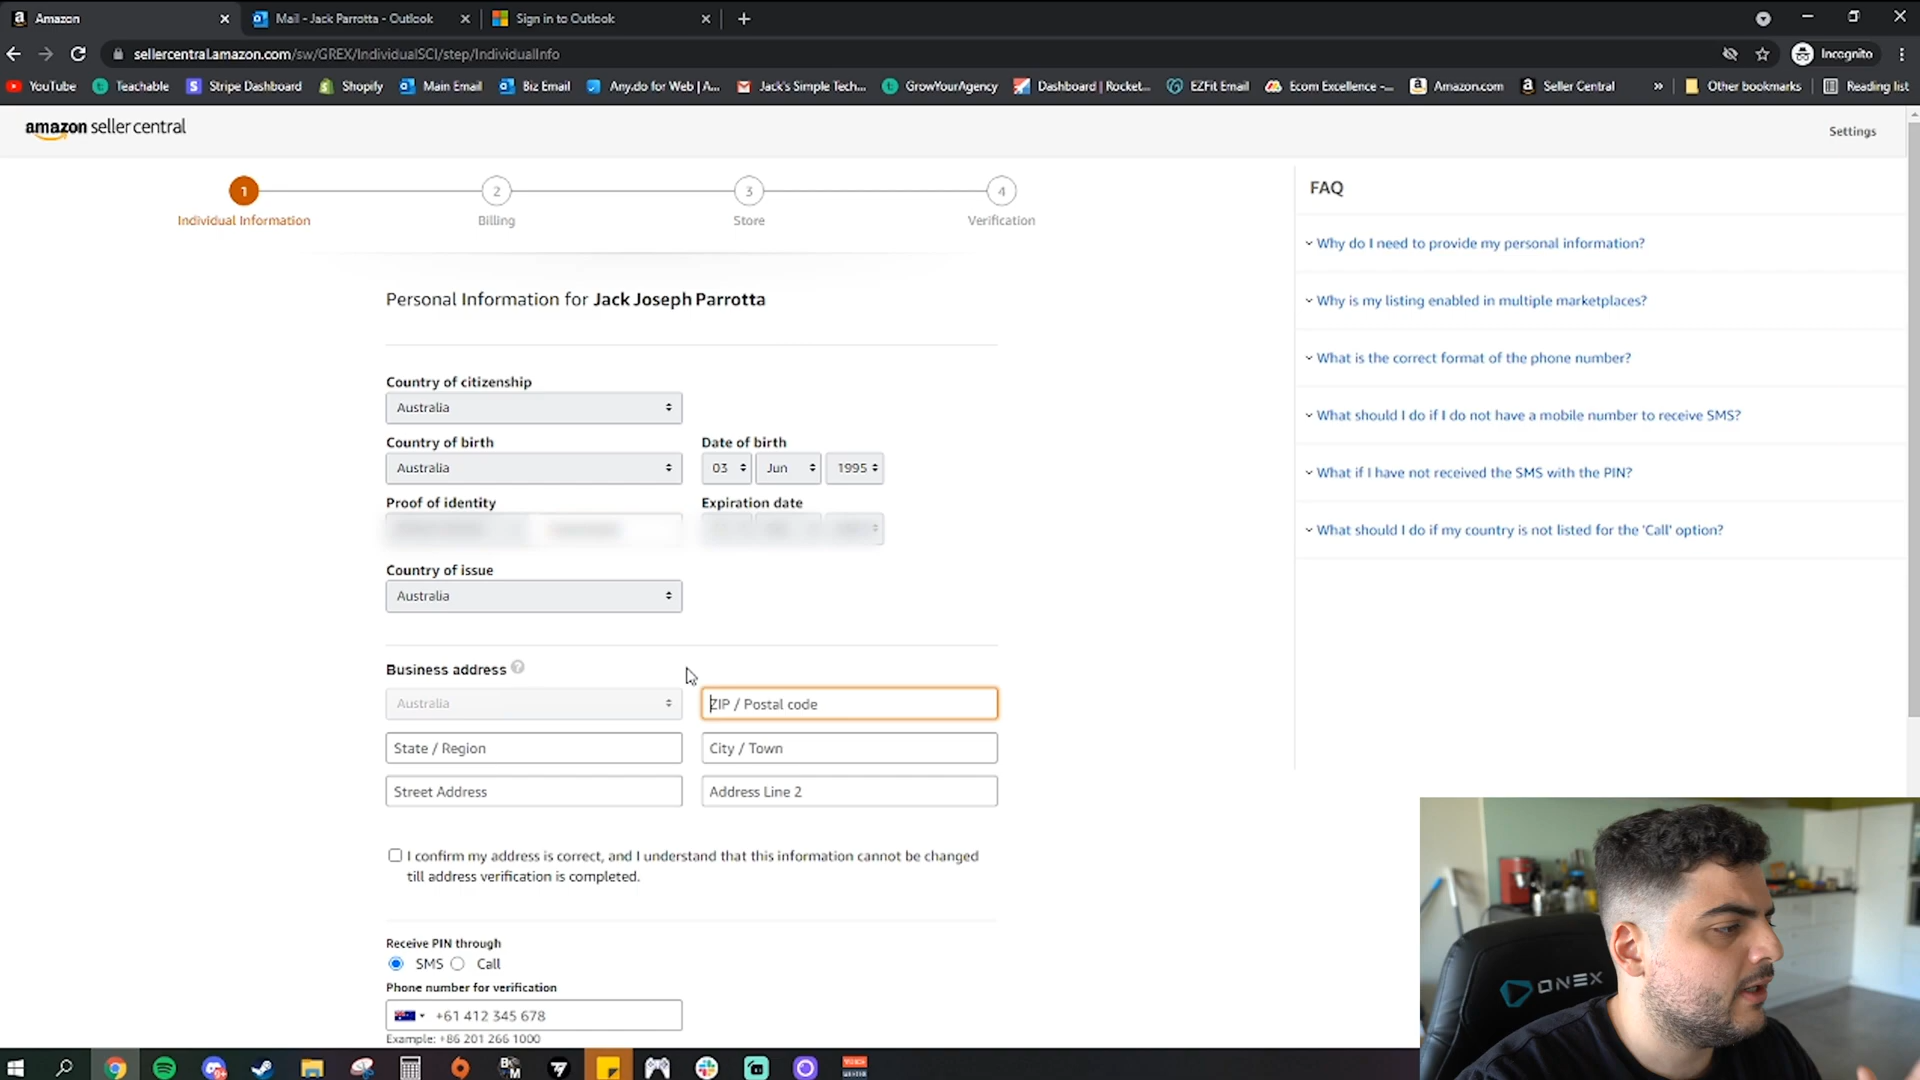 Amazon
Mail - Jack Parrotta - Outlook
Sign in to Outlook
sellercentral.amazon.com/sw/GREX/IndividualSCI/step/IndividualInfo
Incognito
YouTube
Teachable
Stripe Dashboard
Shopify
Main Email
Biz Email
Any.do for Web | A...
Jack's Simple Tech...
GrowYourAgency
Dashboard | Rocket...
EZFit Email
Ecom Excellence -...
Amazon.com
Seller Central
»
Other bookmarks
Reading list
amazon seller central
Settings
1
2
3
4
Individual Information
Billing
Store
Verification
Personal Information for Jack Joseph Parrotta
Country of citizenship
Australia
Country of birth
Date of birth
Australia
03 Jun 1995
Proof of identity
Expiration date
Country of issue
Australia
Business address
Australia
ZIP / Postal code
State / Region
City / Town
Street Address
Address Line 2
I confirm my address is correct, and I understand that this information cannot be changed
till address verification is completed.
Receive PIN through
SMS
Call
Phone number for verification
+61 412 345 678
Example: +86 201 266 1000
FAQ
Why do I need to provide my personal information?
Why is my listing enabled in multiple marketplaces?
What is the correct format of the phone number?
What should I do if I do not have a mobile number to receive SMS?
What if I have not received the SMS with the PIN?
What should I do if my country is not listed for the 'Call' option?
ONEX